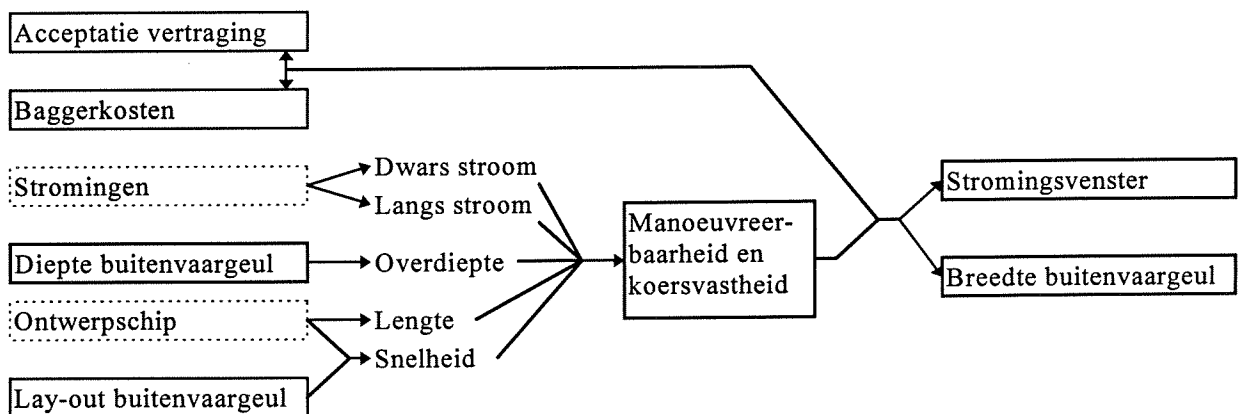 Acceptatie vertraging
Baggerkosten
Stromingen
Dwars stroom
Langs stroom
Diepte buitenvaargeul
Overdiepte
Ontwerpschip
Lengte
Snelheid
Lay-out buitenvaargeul
Manoeuvreer-
baarheid en
koersvastheid
Stromingsvenster
Breedte buitenvaargeul